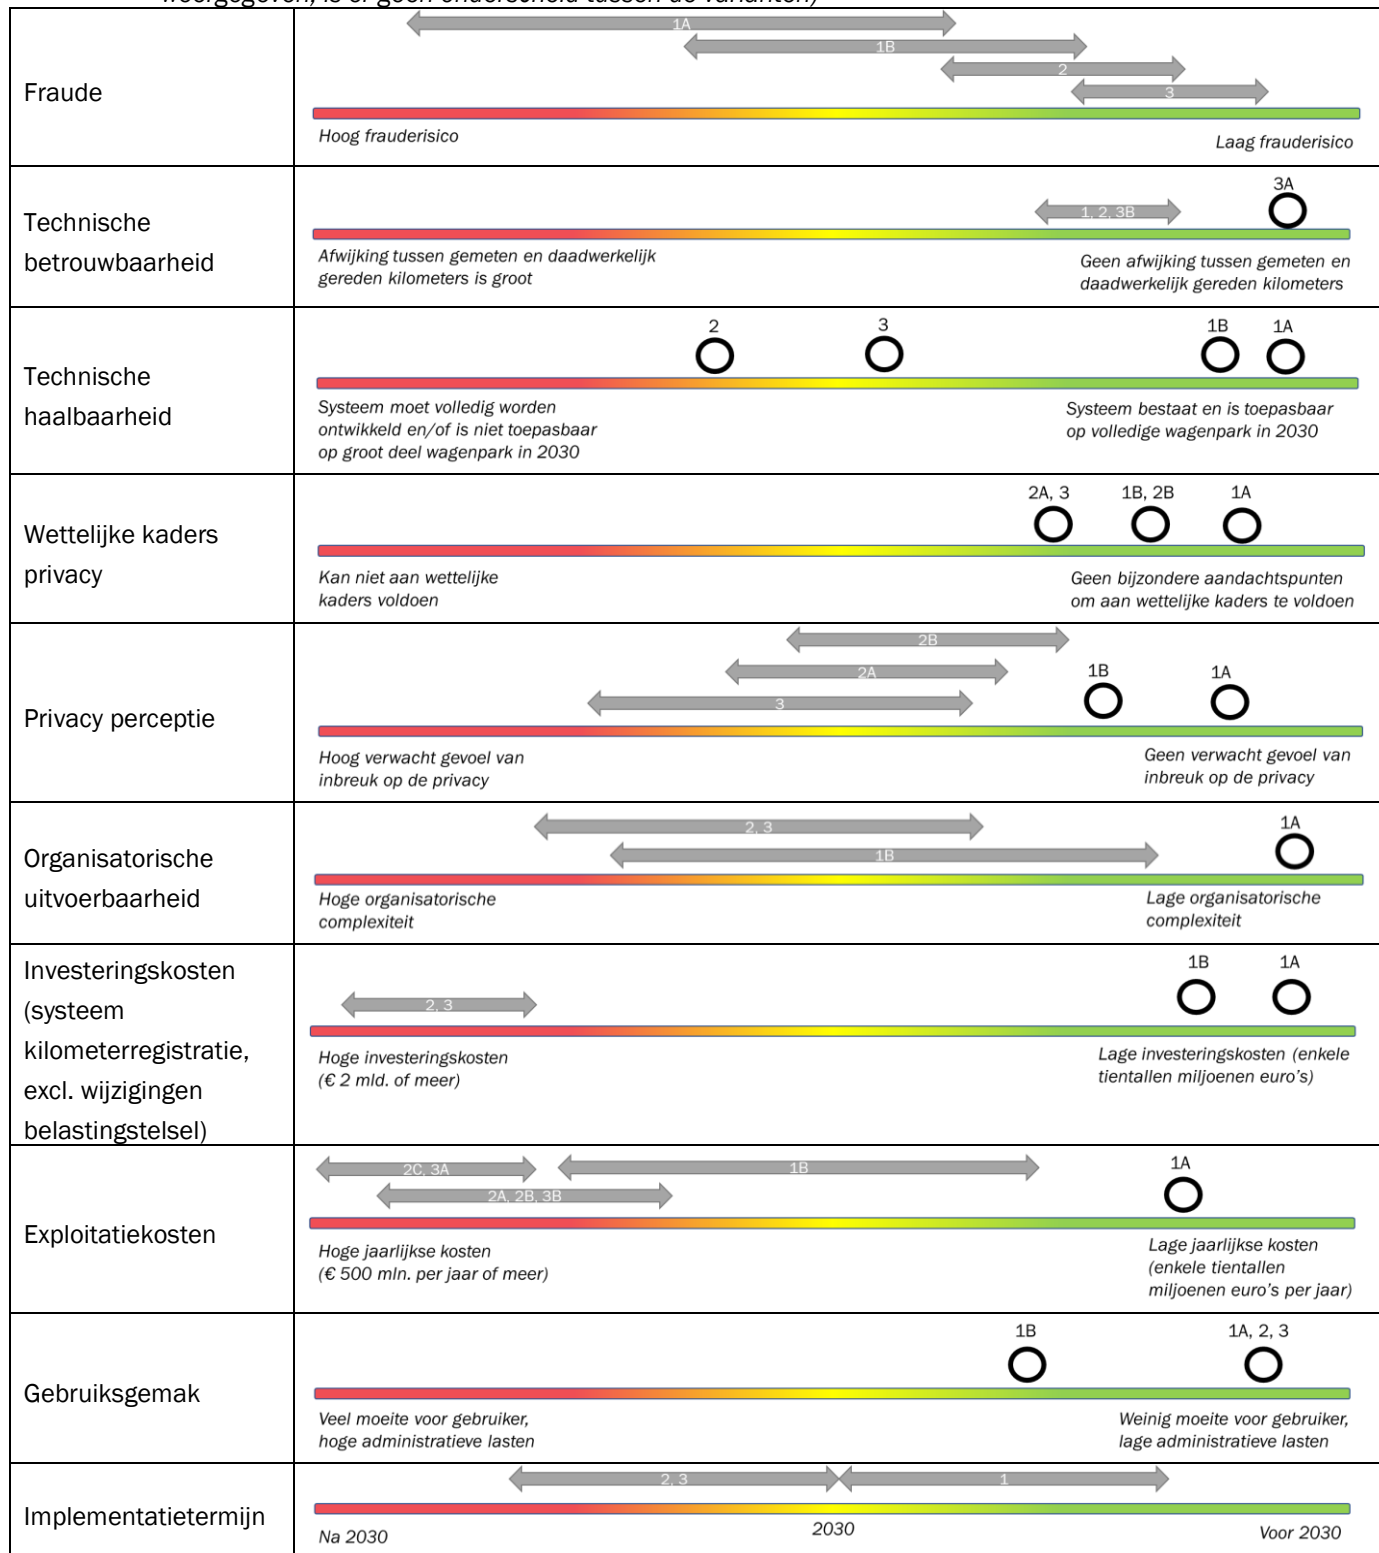 weergegeven, is er geen onderscheid tussen de varianten)
Fraude
1A
1B
2
3
Hoog frauderisico
Laag frauderisico
Technische
betrouwbaarheid
3A
1, 2, 3B
Afwijking tussen gemeten en daadwerkelijk
gereden kilometers is groot
Geen afwijking tussen gemeten en
daadwerkelijk gereden kilometers
Technische
haalbaarheid
2
3
1B
1A
Systeem moet volledig worden
ontwikkeld en/of is niet toepasbaar
op groot deel wagenpark in 2030
Systeem bestaat en is toepasbaar
op volledige wagenpark in 2030
Wettelijke kaders
privacy
2A, 3
1B, 2B
1A
Kan niet aan wettelijke
kaders voldoen
Geen bijzondere aandachtspunten
om aan wettelijke kaders te voldoen
Privacy perceptie
2B
2A
3
1B
1A
Hoog verwacht gevoel van
inbreuk op de privacy
Geen verwacht gevoel van
inbreuk op de privacy
Organisatorische
uitvoerbaarheid
2, 3
1B
1A
Hoge organisatorische
complexiteit
Lage organisatorische
complexiteit
Investeringskosten
(systeem
kilometerregistratie,
excl. wijzigingen
belastingstelsel)
2, 3
1B
1A
Hoge investeringskosten
(€ 2 mld. of meer)
Lage investeringskosten (enkele
tientallen miljoenen euro's)
Exploitatiekosten
2C, 3A
1B
2A, 2B, 3B
1A
Hoge jaarlijkse kosten
(€ 500 mln. per jaar of meer)
Lage jaarlijkse kosten
(enkele tientallen
miljoenen euro's per jaar)
Gebruiksgemak
1B
1A, 2, 3
Veel moeite voor gebruiker,
hoge administratieve lasten
Weinig moeite voor gebruiker,
lage administratieve lasten
Implementatietermijn
2, 3
1
Na 2030
2030
Voor 2030